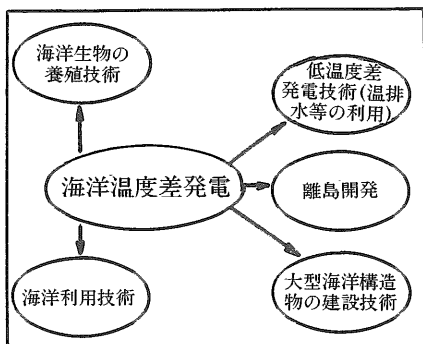 海洋生物の
養殖技術
低温度差
発電技術(温排
水等の利用)
海洋温度差発電
離島開発
海洋利用技術
大型海洋構造
物の建設技術